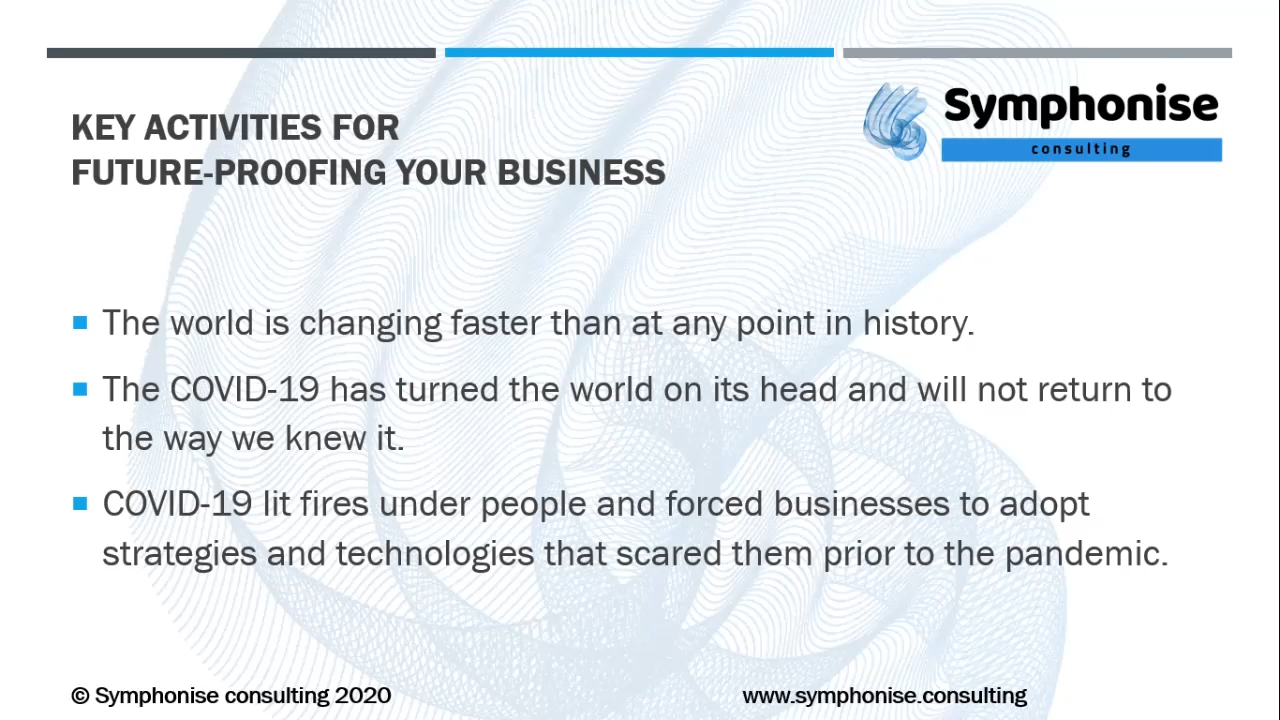 Symphonise
consulting
KEY ACTIVITIES FOR
FUTURE-PROOFING YOUR BUSINESS
The world is changing faster than at any point in history.
The COVID-19 has turned the world on its head and will not return to
the way we knew it.
COVID-19 lit fires under people and forced businesses to adopt
strategies and technologies that scared them prior to the pandemic.
© Symphonise consulting 2020
www.symphonise.consulting